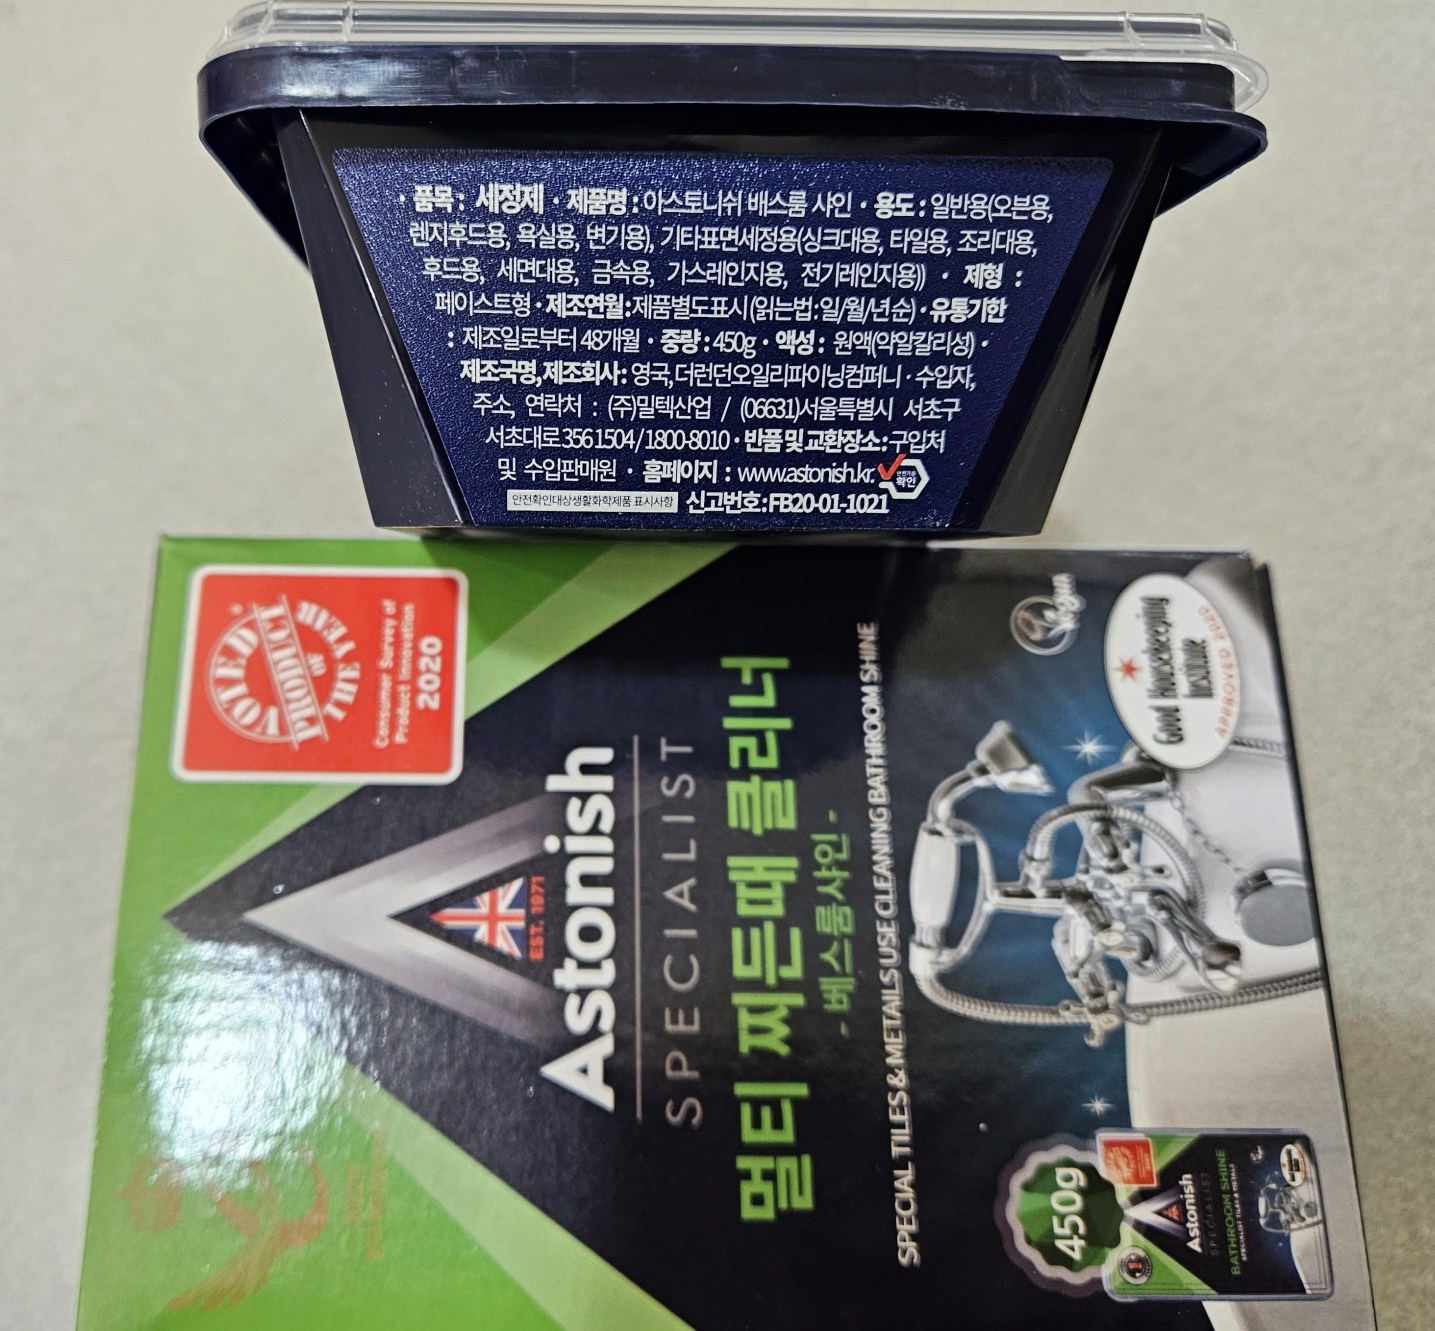 · 품목 : 세정제 · 제품명 : 아스토니쉬 배스룸 샤인 · 용도 : 일반용(오븐용,
렌지후드용, 욕실용, 변기용), 기타표면세정용(싱크대용, 타일용, 조리대용,
후드용, 세면대용, 금속용, 가스레인지용, 전기레인지용)) · 제형 :
페이스트형 · 제조연월 : 제품별도표시(읽는법:일/월/년 순) · 유통기한
: 제조일로부터 48개월 · 중량 : 450g · 액성 : 원액(약알칼리성) ·
제조국명,제조회사 : 영국,더런던오일리파이닝컴퍼니 · 수입자,
주소, 연락처 : (주)밀텍산업 / (06631)서울특별시 서초구
서초대로 356 1504 / 1800-8010 · 반품 및 교환장소 : 구입처
및 수입판매원 · 홈페이지 : www.astonish.kr
안전기준
확인
안전확인대상생활화학제품 표시사항 신고번호 : FB20-01-1021
VOTED
PRODUCT
OF
THE YEAR
Consumer Survey of
Product Innovation
2020
EST. 1971
Astonish
SPECIALIST
멀티 찌든때 클리너
- 베스룸샤인 -
SPECIAL TILES & METALS USE CLEANING BATHROOM SHINE
Vegan
Good Housekeeping
Institute
APPROVED 2020
450g
Astonish
SPECIALIST
BATHROOM SHINE
SPECIALIST TILES & METALS